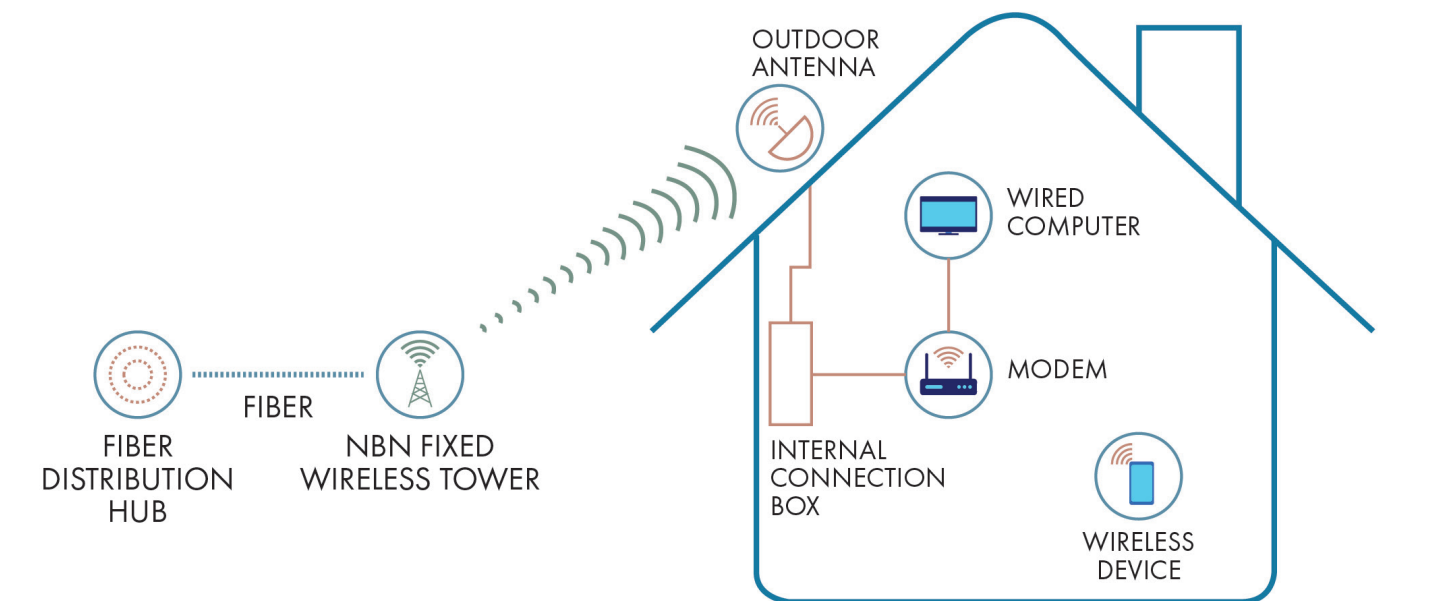 OUTDOOR
ANTENNA
WIRED
COMPUTER
MODEM
FIBER
FIBER
DISTRIBUTION
HUB
NBN FIXED
WIRELESS TOWER
INTERNAL
CONNECTION
BOX
WIRELESS
DEVICE